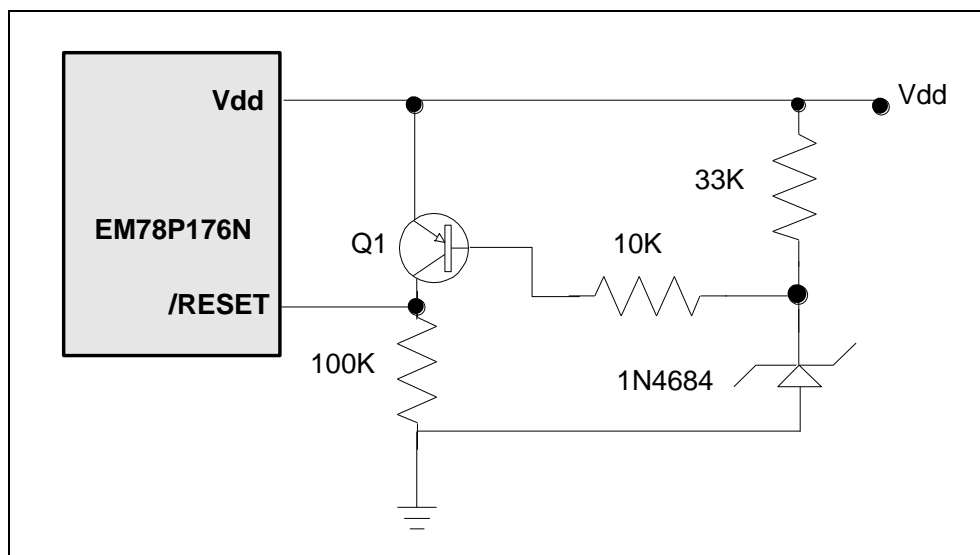 Vdd
Vdd
33K
EM78P176N
Q1
10K
/RESET
100K
1N4684